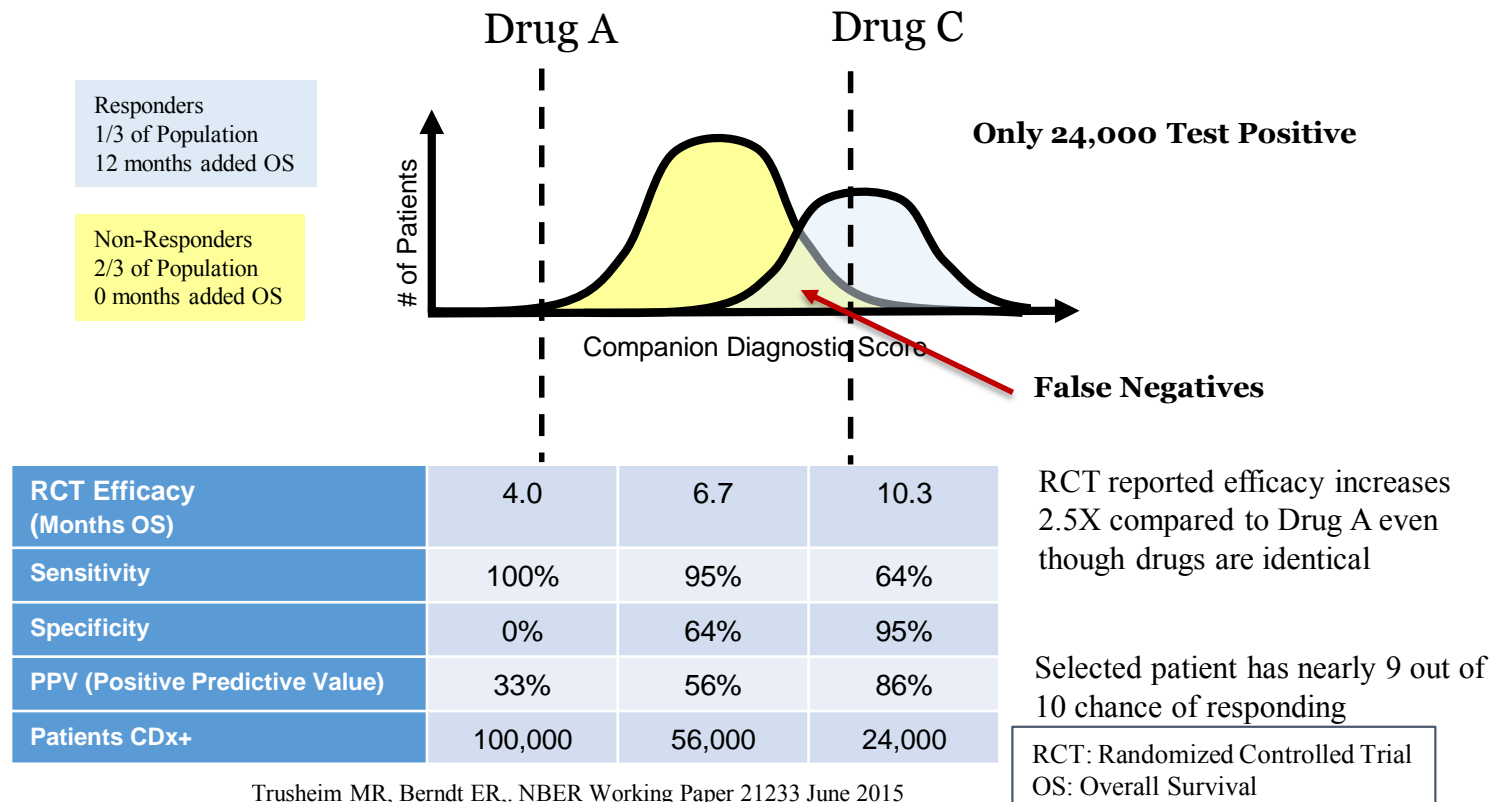 Drug A
Drug C
Responders
1/3 of Population
12 months added OS
Only 24,000 Test Positive
# of Patients
Non-Responders
2/3 of Population
0 months added OS
Companion Diagnostic Score
False Negatives
RCT Efficacy
(Months OS)
4.0
6.7
10.3
Sensitivity
100%
95%
64%
Specificity
0%
64%
95%
PPV (Positive Predictive Value)
33%
56%
86%
Patients CDx+
100,000
56,000
24,000
RCT reported efficacy increases
2.5X compared to Drug A even
though drugs are identical
Selected patient has nearly 9 out of
10 chance of responding
RCT: Randomized Controlled Trial
OS: Overall Survival
Trusheim MR, Berndt ER,. NBER Working Paper 21233 June 2015